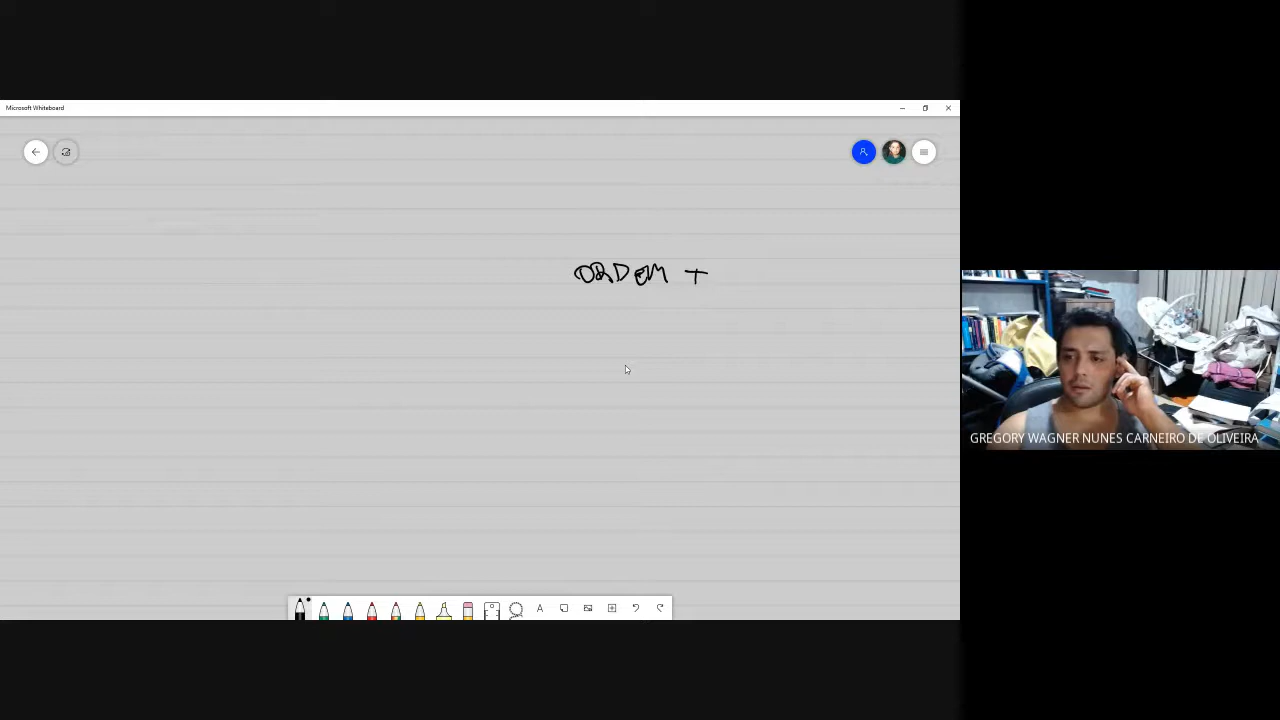 Microsoft Whiteboard
ORDEM T
A
GREGORY WAGNER NUNES CARNEIRO DE OLIVEIRA